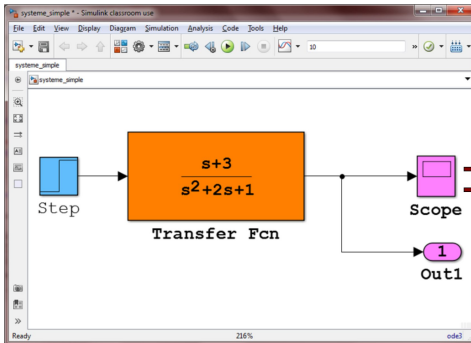 systeme_simple * - Simulink classroom use
File Edit View Display Diagram Simulation Analysis Code Tools Help
10
»
systeme_simple
systeme_simple
s+3
s²+2s+1
Step
Transfer Fcn
Scope
1
Out1
»
Ready 216% ode3